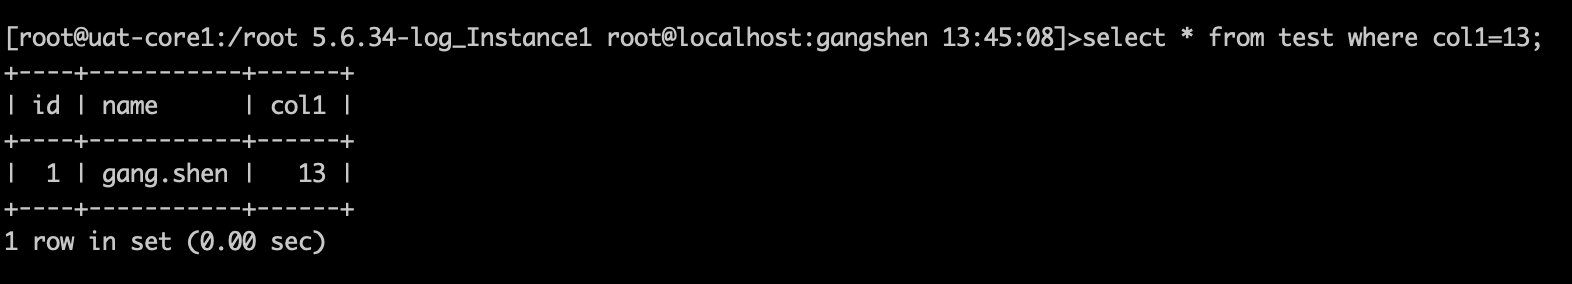 [root@uat-core1:/root 5.6.34-log_Instance1 root@localhost:gangshen 13:45:08]>select * from test where col1=13;
+----+-----------+------+
| id | name      | col1 |
+----+-----------+------+
|  1 | gang.shen |   13 |
+----+-----------+------+
1 row in set (0.00 sec)